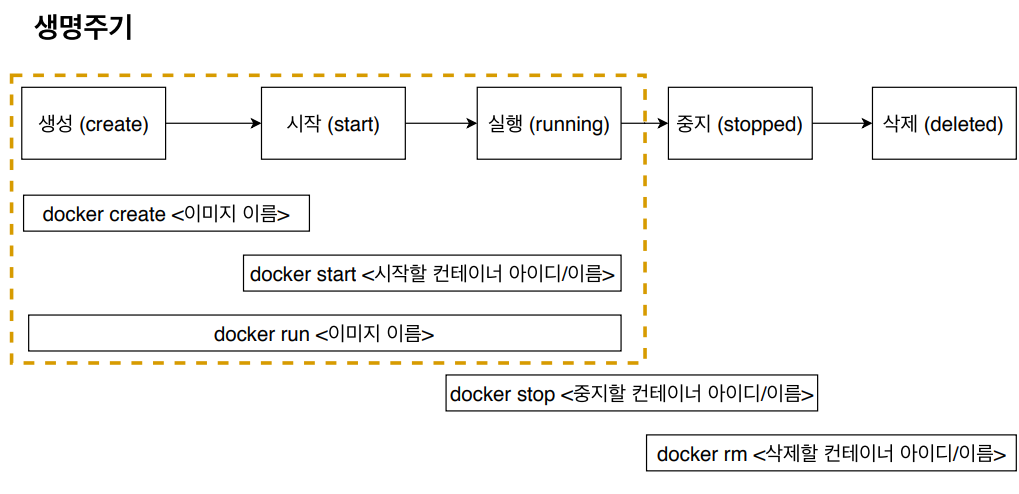 생명주기
생성 (create)
시작 (start)
실행 (running)
중지 (stopped)
삭제 (deleted)
docker create <이미지 이름>
docker start <시작할 컨테이너 아이디/이름>
docker run <이미지 이름>
docker stop <중지할 컨테이너 아이디/이름>
docker rm <삭제할 컨테이너 아이디/이름>